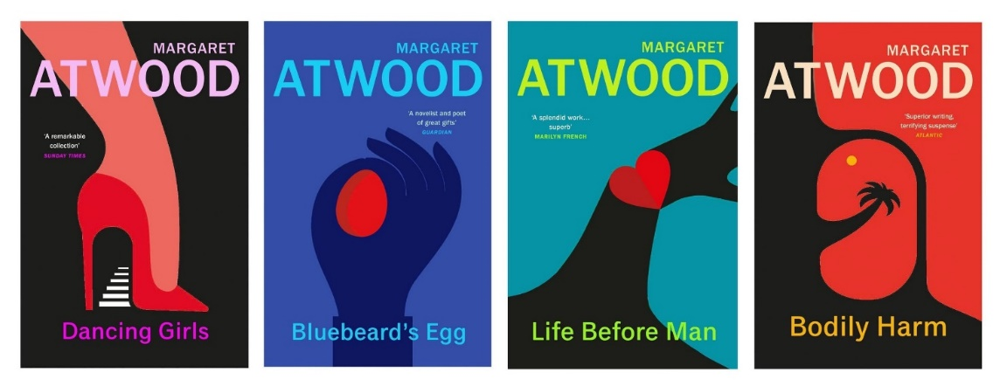 MARGARET
ATWOOD
'A remarkable
collection'
SUNDAY TIMES
Dancing Girls
MARGARET
ATWOOD
'A novelist and poet
of great gifts'
GUARDIAN
Bluebeard's Egg
MARGARET
ATWOOD
'A splendid work...
superb'
MARILYN FRENCH
Life Before Man
MARGARET
ATWOOD
'Superior writing,
terrifying suspense'
ATLANTIC
Bodily Harm